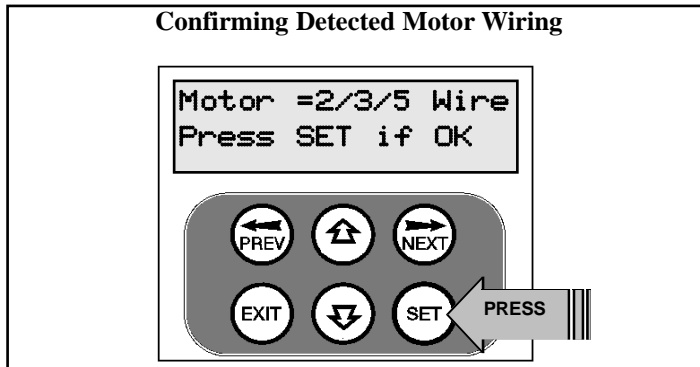 Confirming Detected Motor Wiring
Motor =2/3/5 Wire
Press SET if OK
PREV
NEXT
EXIT
SET
PRESS